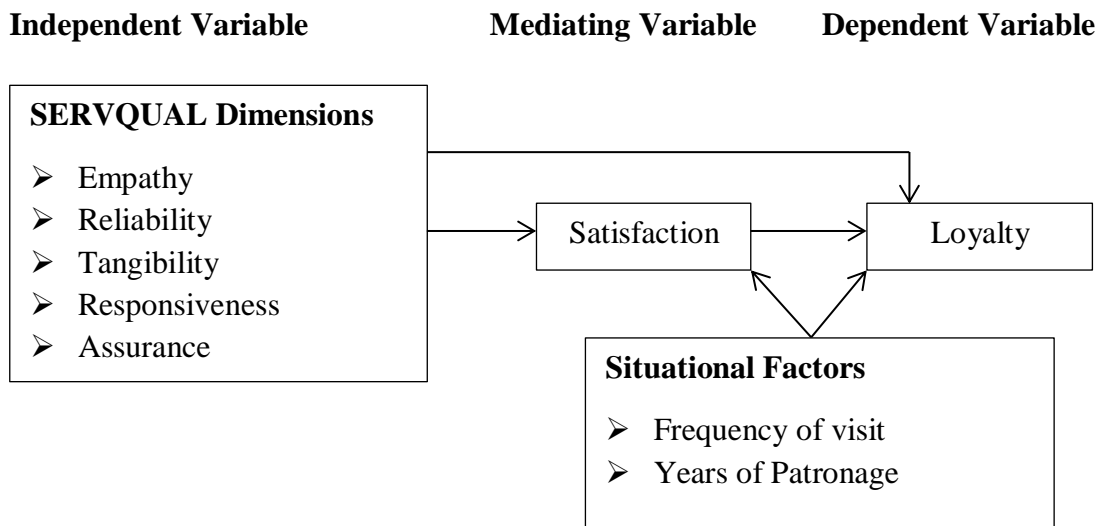 Independent Variable
Mediating Variable
Dependent Variable
SERVQUAL Dimensions
➢ Empathy
➢ Reliability
➢ Tangibility
➢ Responsiveness
➢ Assurance
Satisfaction
Loyalty
Situational Factors
➢ Frequency of visit
➢ Years of Patronage